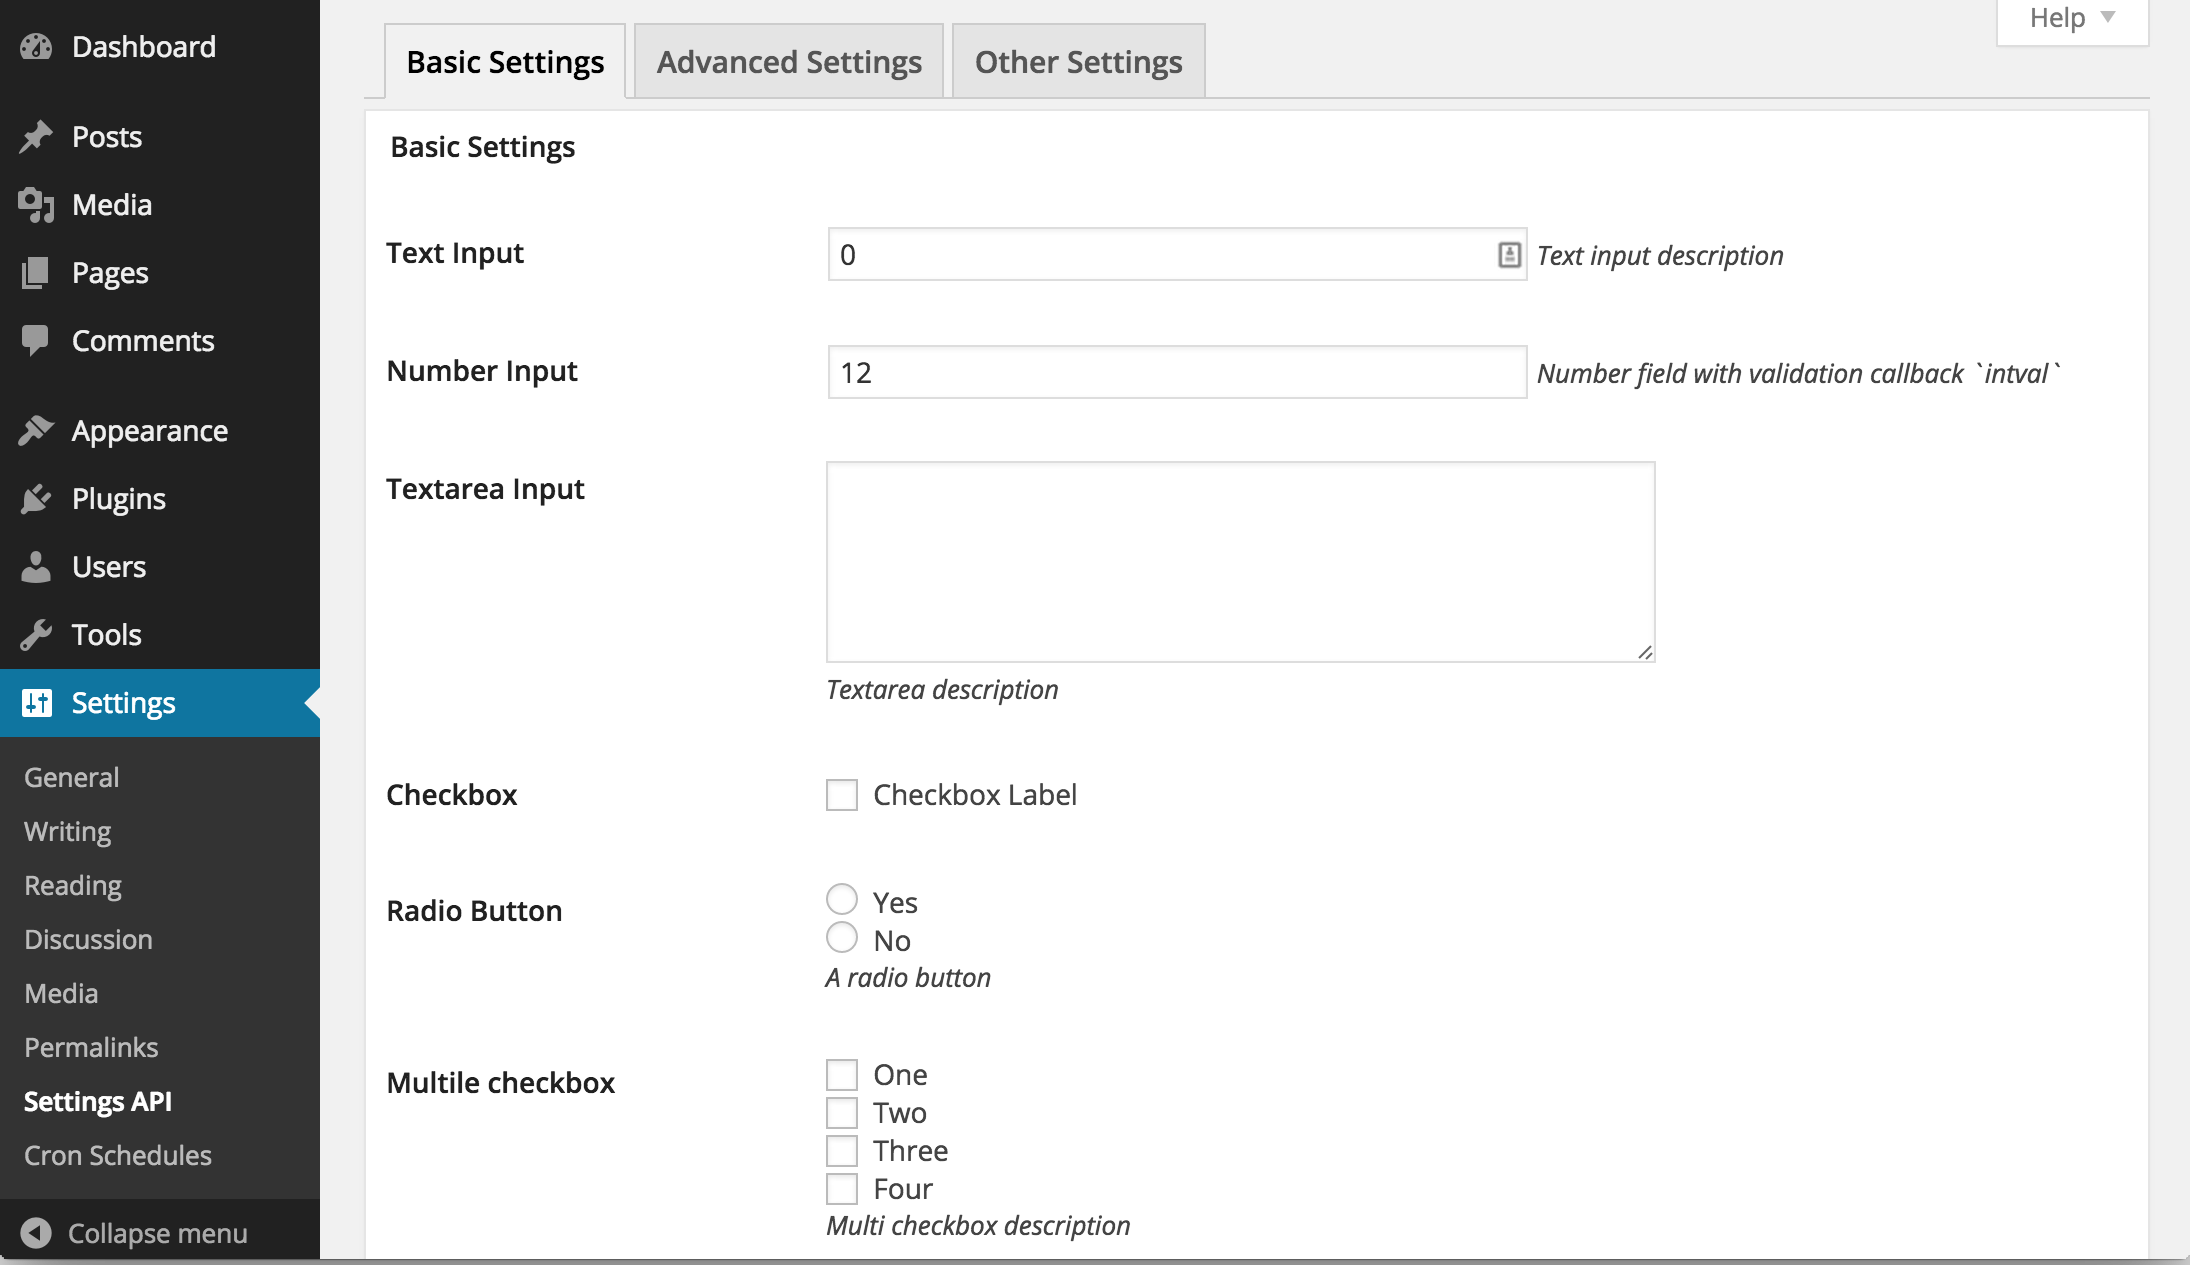 Dashboard
Posts
Media
Pages
Comments
Appearance
Plugins
Users
Tools
Settings
General
Writing
Reading
Discussion
Media
Permalinks
Settings API
Cron Schedules
Collapse menu
Help
Basic Settings
Advanced Settings
Other Settings
Basic Settings
Text Input
0
Text input description
Number Input
12
Number field with validation callback `intval`
Textarea Input
Textarea description
Checkbox
Checkbox Label
Radio Button
Yes
No
A radio button
Multile checkbox
One
Two
Three
Four
Multi checkbox description